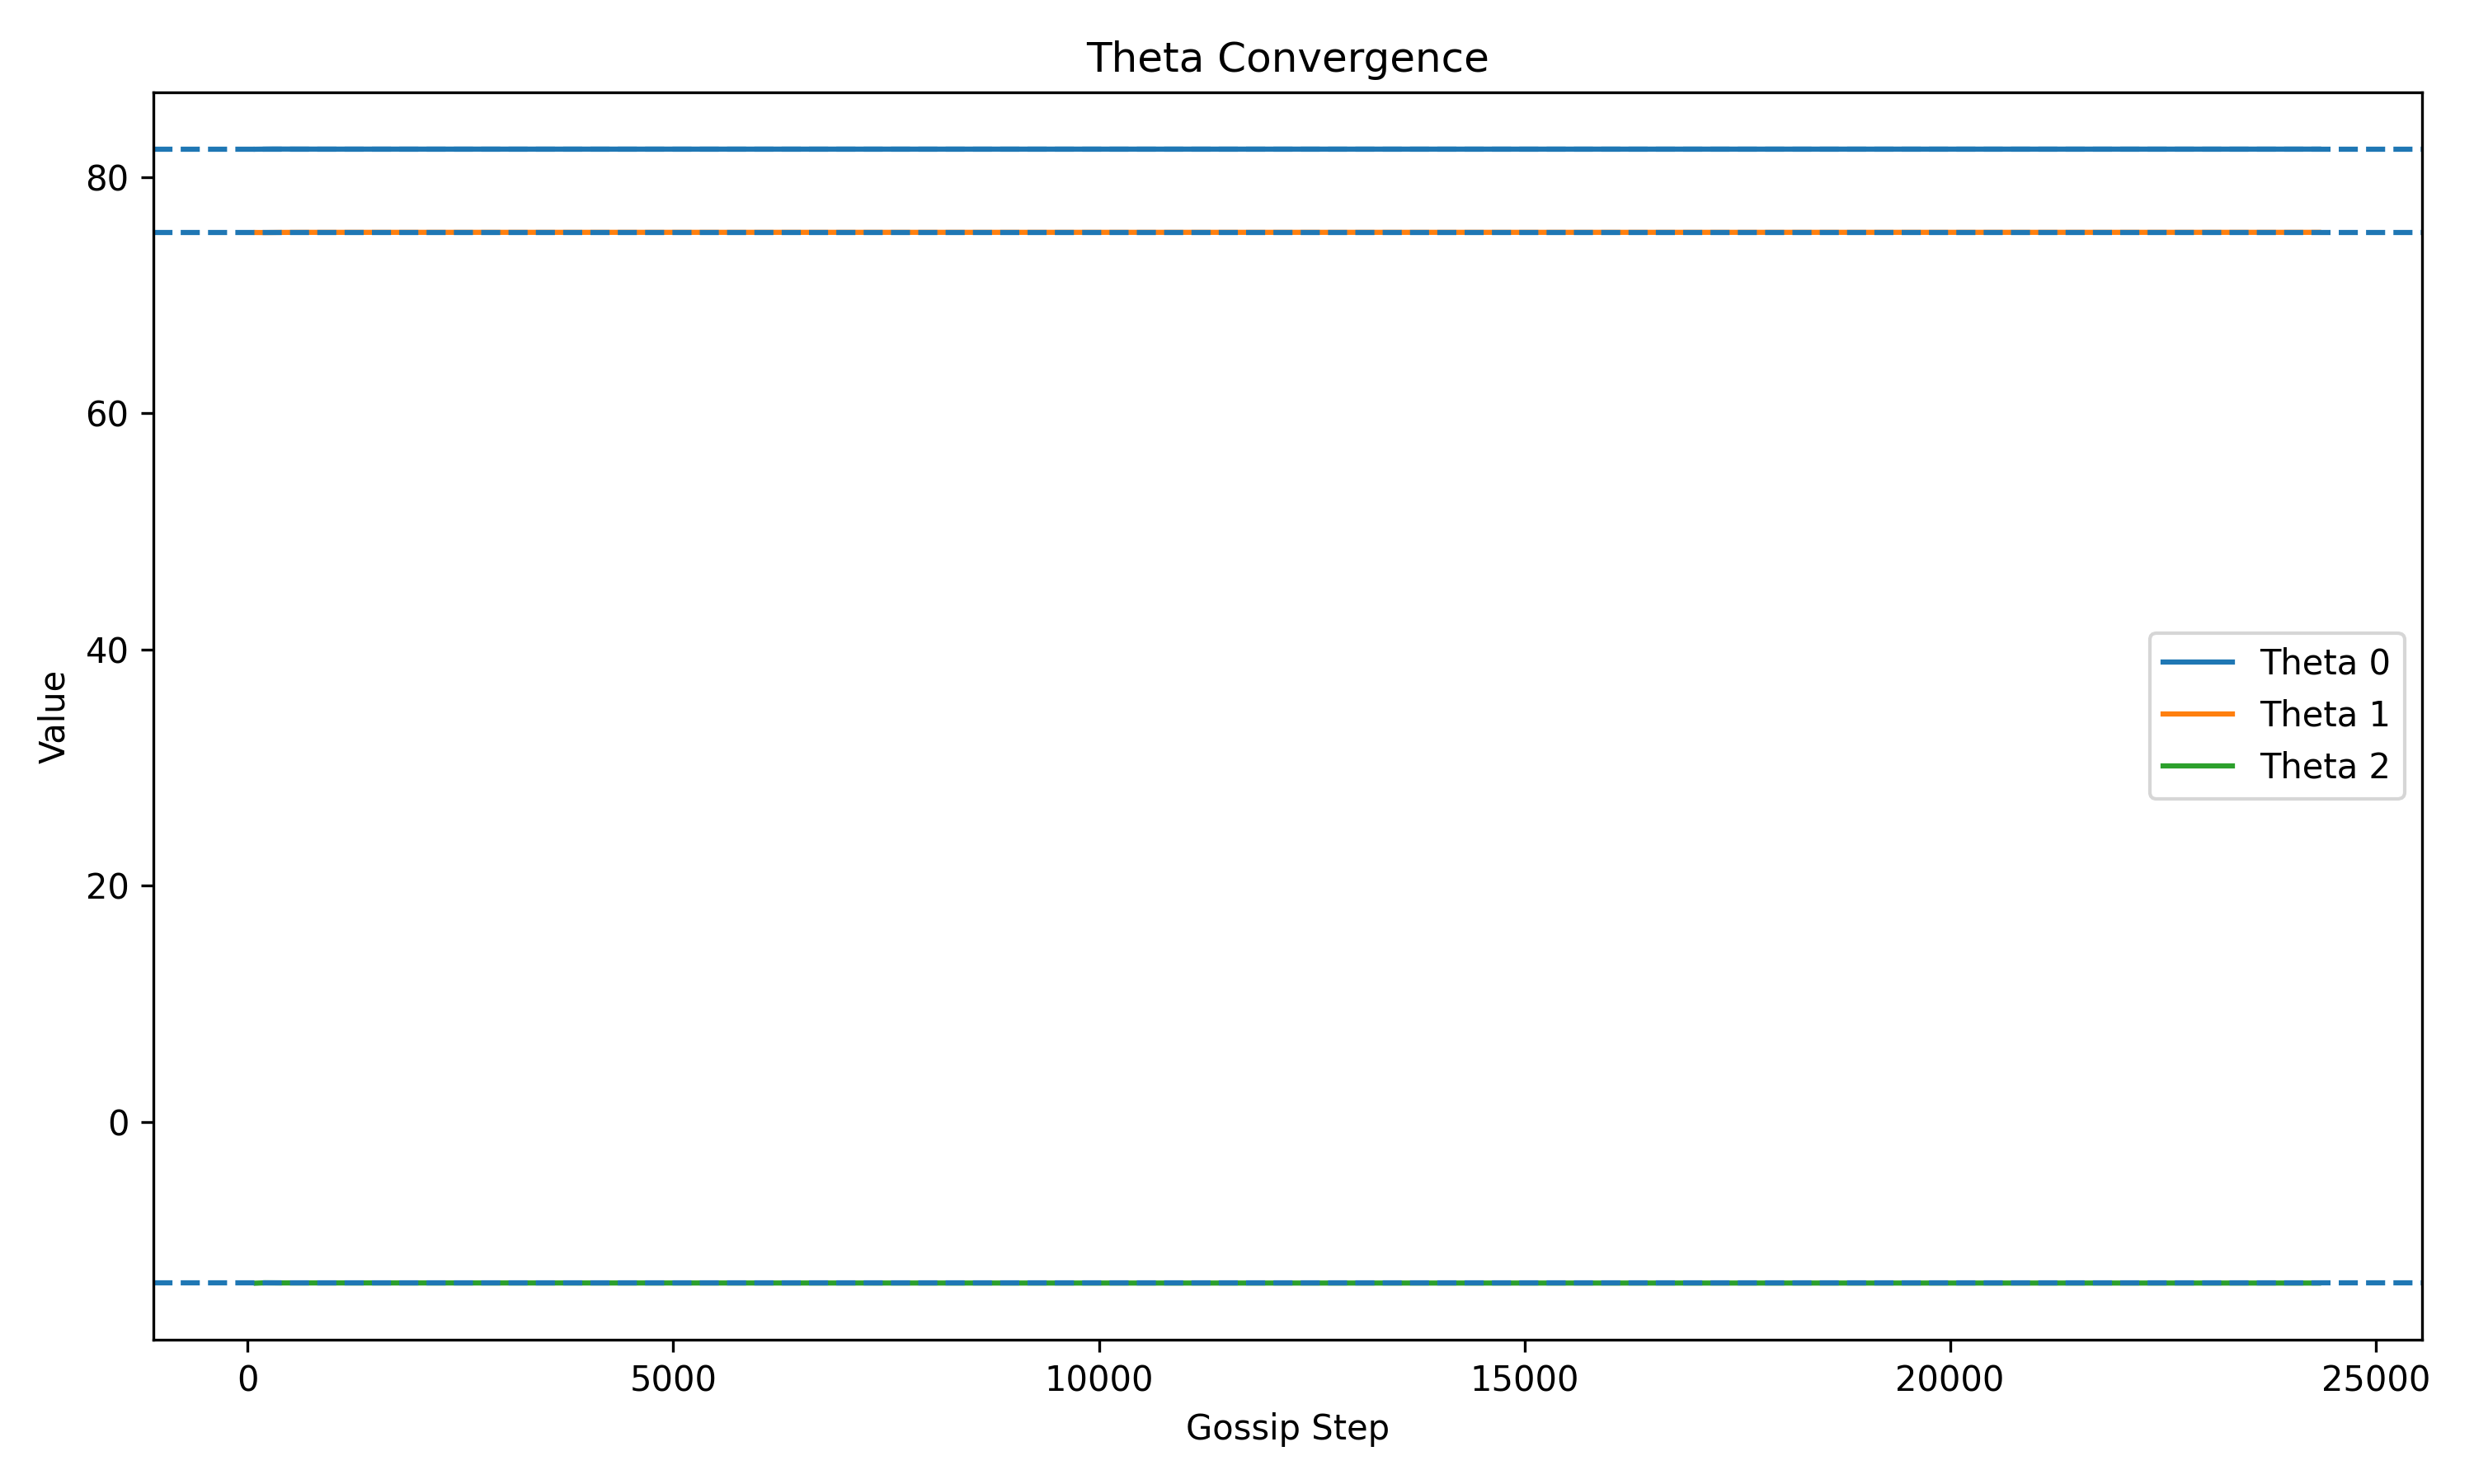 Theta Convergence
80
60
40
20
0
Value
Theta 0
Theta 1
Theta 2
0 5000 10000 15000 20000 25000
Gossip Step